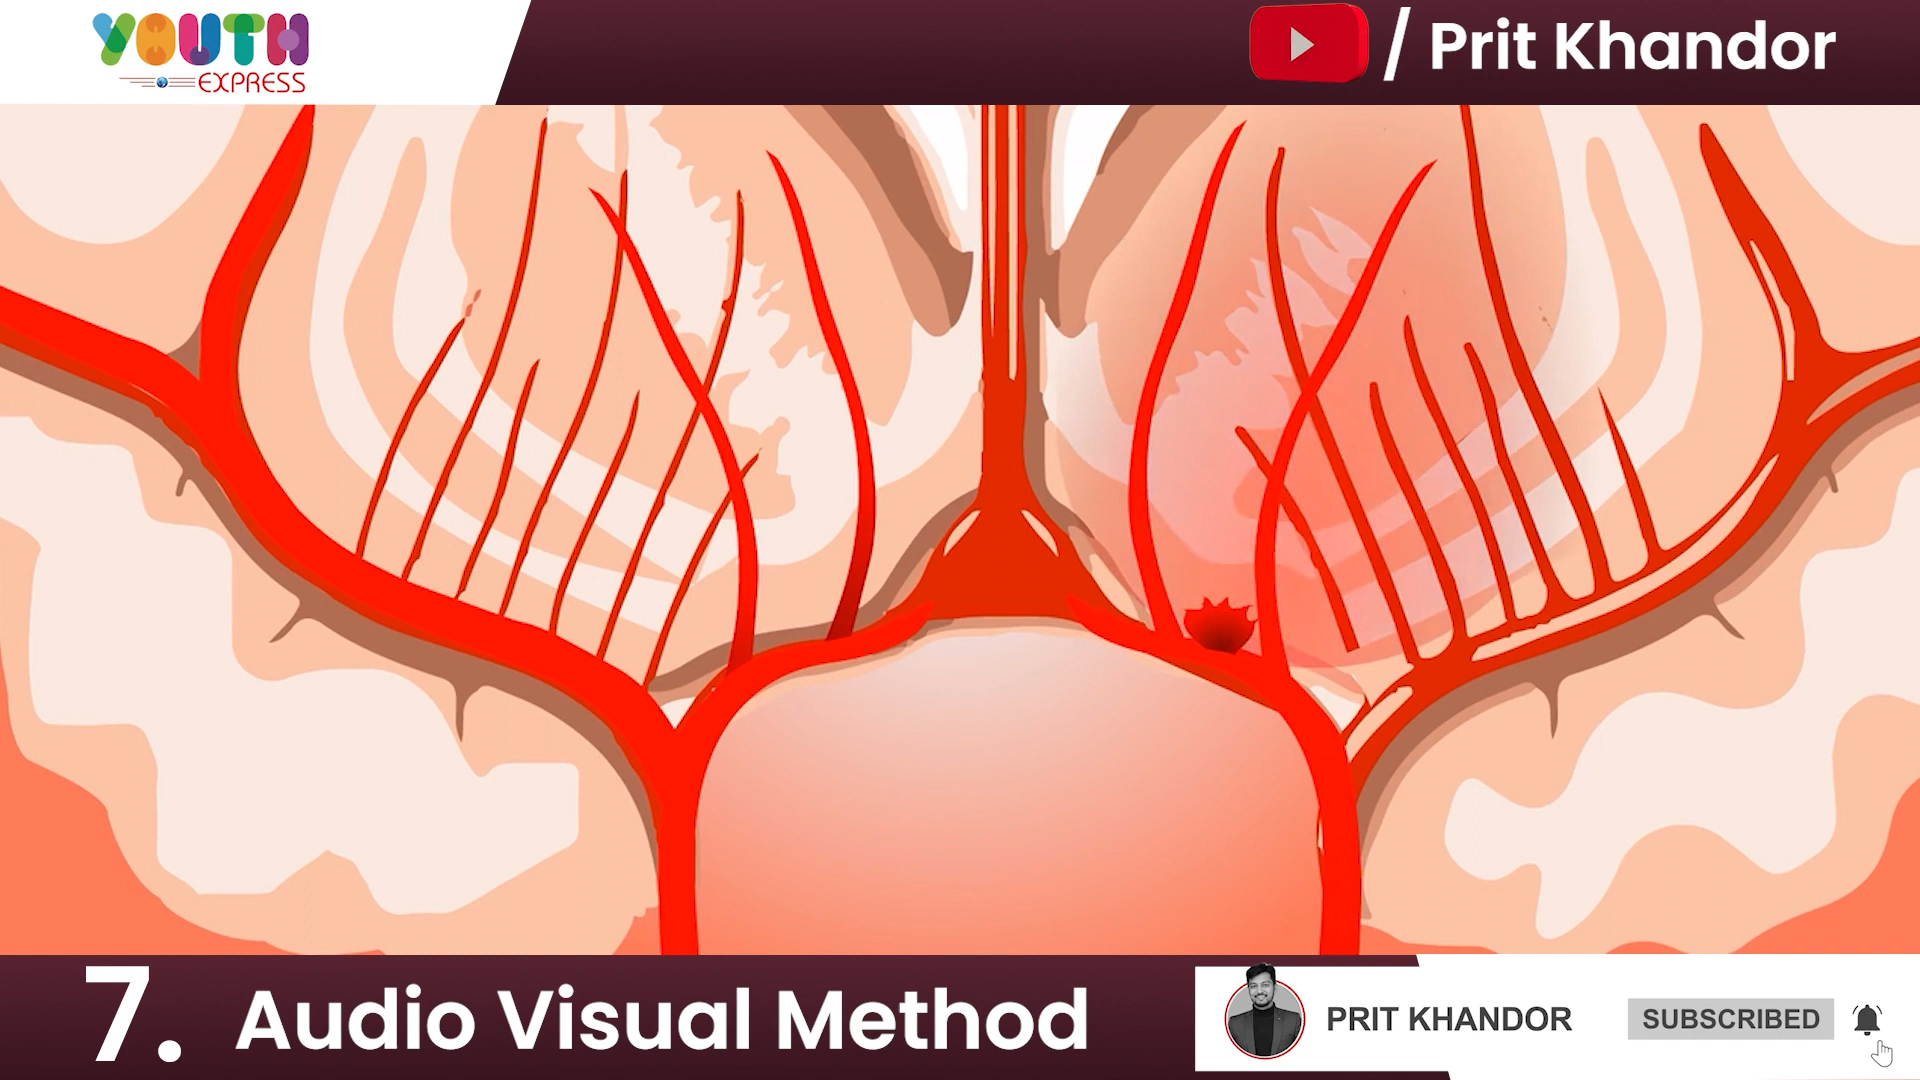 YOUTH
EXPRESS
/ Prit Khandor
7. Audio Visual Method
PRIT KHANDOR
SUBSCRIBED